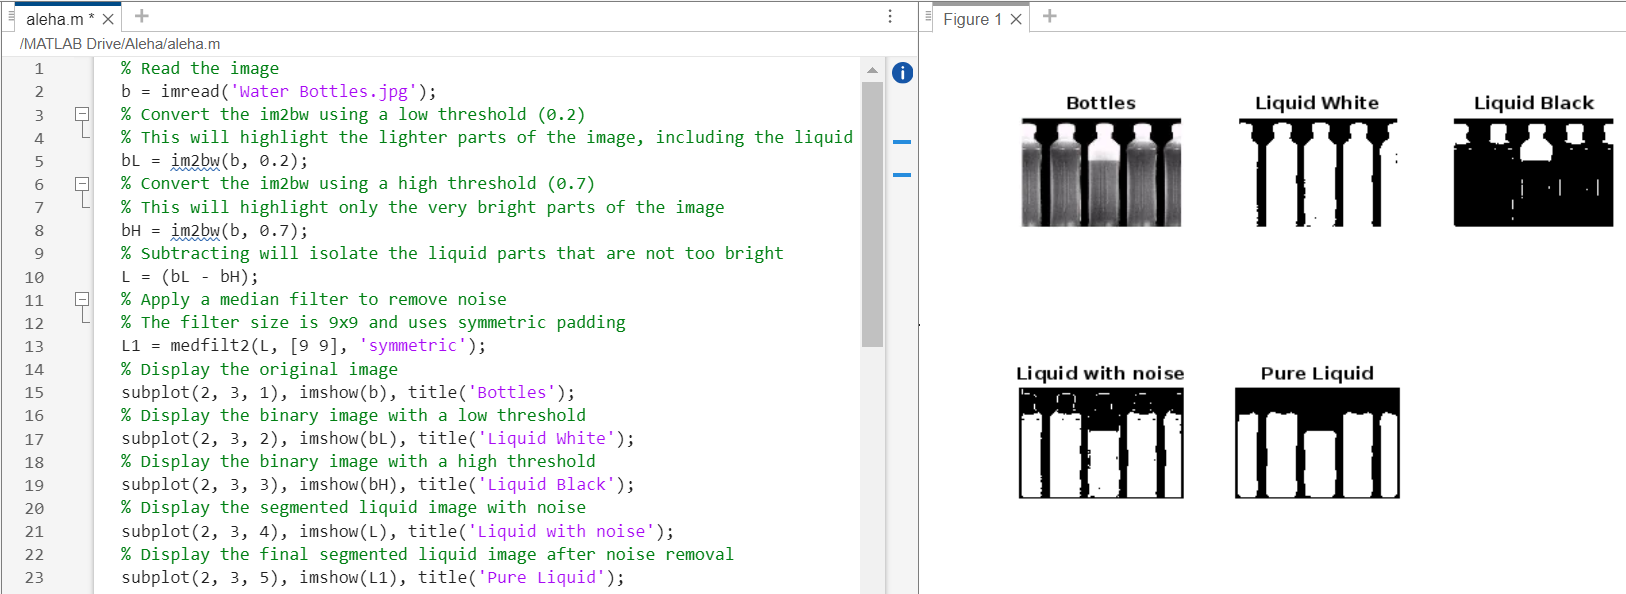 aleha.m *
/MATLAB Drive/Aleha/aleha.m
1 % Read the image
2 b = imread('Water Bottles.jpg');
3 % Convert the im2bw using a low threshold (0.2)
4 % This will highlight the lighter parts of the image, including the liquid
5 bL = im2bw(b, 0.2);
6 % Convert the im2bw using a high threshold (0.7)
7 % This will highlight only the very bright parts of the image
8 bH = im2bw(b, 0.7);
9 % Subtracting will isolate the liquid parts that are not too bright
10 L = (bL - bH);
11 % Apply a median filter to remove noise
12 % The filter size is 9x9 and uses symmetric padding
13 L1 = medfilt2(L, [9 9], 'symmetric');
14 % Display the original image
15 subplot(2, 3, 1), imshow(b), title('Bottles');
16 % Display the binary image with a low threshold
17 subplot(2, 3, 2), imshow(bL), title('Liquid White');
18 % Display the binary image with a high threshold
19 subplot(2, 3, 3), imshow(bH), title('Liquid Black');
20 % Display the segmented liquid image with noise
21 subplot(2, 3, 4), imshow(L), title('Liquid with noise');
22 % Display the final segmented liquid image after noise removal
23 subplot(2, 3, 5), imshow(L1), title('Pure Liquid');
Figure 1
Bottles
Liquid White
Liquid Black
Liquid with noise
Pure Liquid